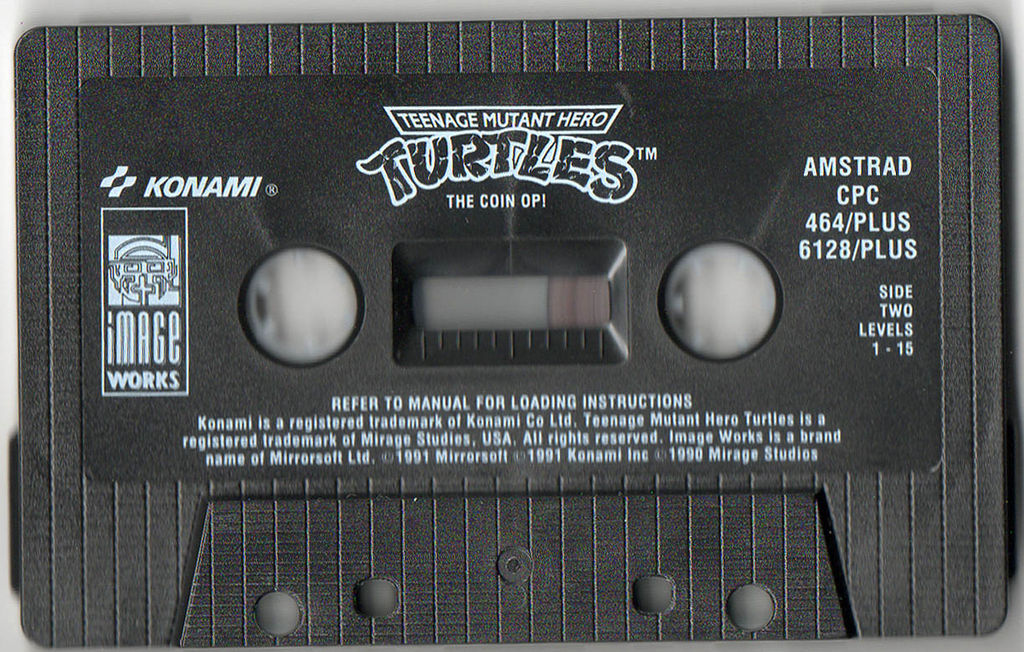 TEENAGE MUTANT HERO
TURTLES™
THE COIN OP!
KONAMI®
IMAGE
WORKS
AMSTRAD
CPC
464/PLUS
6128/PLUS
SIDE
TWO
LEVELS
1 - 15
REFER TO MANUAL FOR LOADING INSTRUCTIONS
Konami is a registered trademark of Konami Co Ltd. Teenage Mutant Hero Turtles is a
registered trademark of Mirage Studios, USA. All rights reserved. Image Works is a brand
name of Mirrorsoft Ltd. ©1991 Mirrorsoft ©1991 Konami Inc ©1990 Mirage Studios